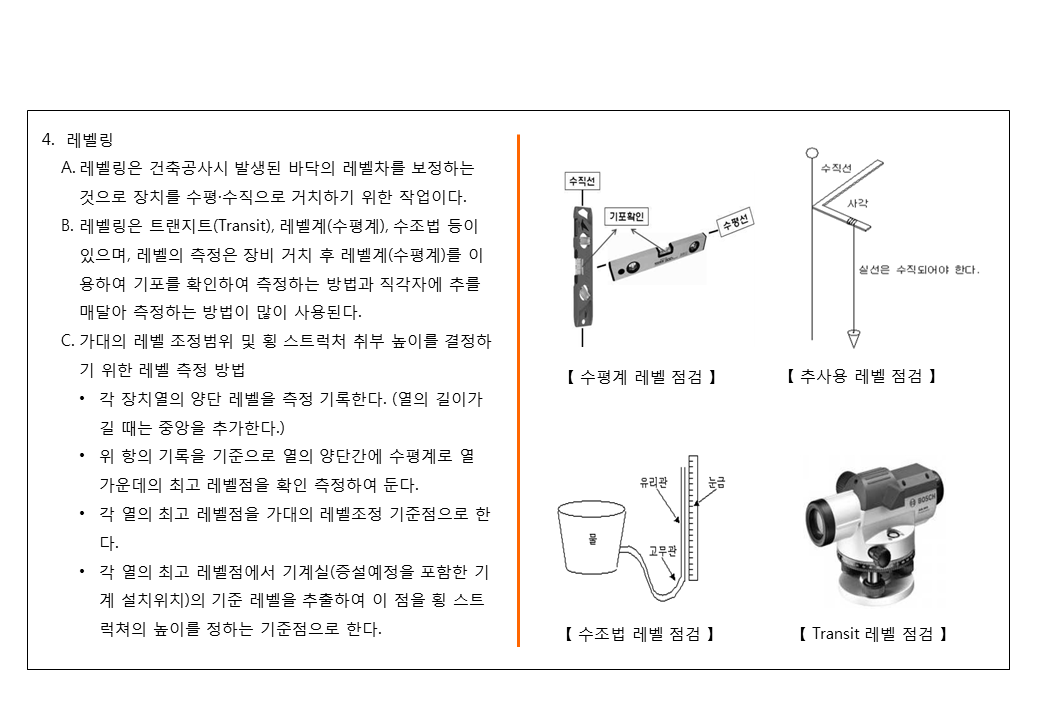 4. 레벨링
A. 레벨링은 건축공사시 발생된 바닥의 레벨차를 보정하는
것으로 장치를 수평·수직으로 거치하기 위한 작업이다.
B. 레벨링은 트랜지트(Transit), 레벨계(수평계), 수조법 등이
있으며, 레벨의 측정은 장비 거치 후 레벨계(수평계)를 이
용하여 기포를 확인하여 측정하는 방법과 직각자에 추를
매달아 측정하는 방법이 많이 사용된다.
C. 가대의 레벨 조정범위 및 횡 스트럭처 취부 높이를 결정하
기 위한 레벨 측정 방법
• 각 장치열의 양단 레벨을 측정 기록한다. (열의 길이가
길 때는 중앙을 추가한다.)
• 위 항의 기록을 기준으로 열의 양단간에 수평계로 열
가운데의 최고 레벨점을 확인 측정하여 둔다.
• 각 열의 최고 레벨점을 가대의 레벨조정 기준점으로 한
다.
• 각 열의 최고 레벨점에서 기계실(증설예정을 포함한 기
계 설치위치)의 기준 레벨을 추출하여 이 점을 횡 스트
럭쳐의 높이를 정하는 기준점으로 한다.
수직선
기포확인
수평선
【 수평계 레벨 점검 】
수직선
사각
실선은 수직되어야 한다.
【 추사용 레벨 점검 】
유리관
눈금
물
고무관
【 수조법 레벨 점검 】
BOSCH
【 Transit 레벨 점검 】